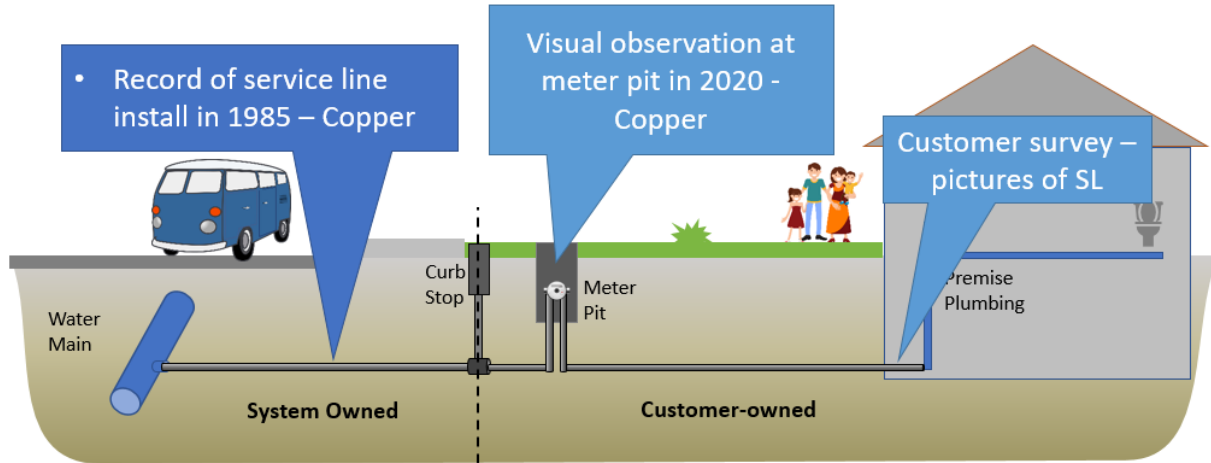 • Record of service line
install in 1985 – Copper
Visual observation at
meter pit in 2020 -
Copper
Customer survey –
pictures of SL
Curb
Stop
Meter
Pit
Premise
Plumbing
Water
Main
System Owned
Customer-owned